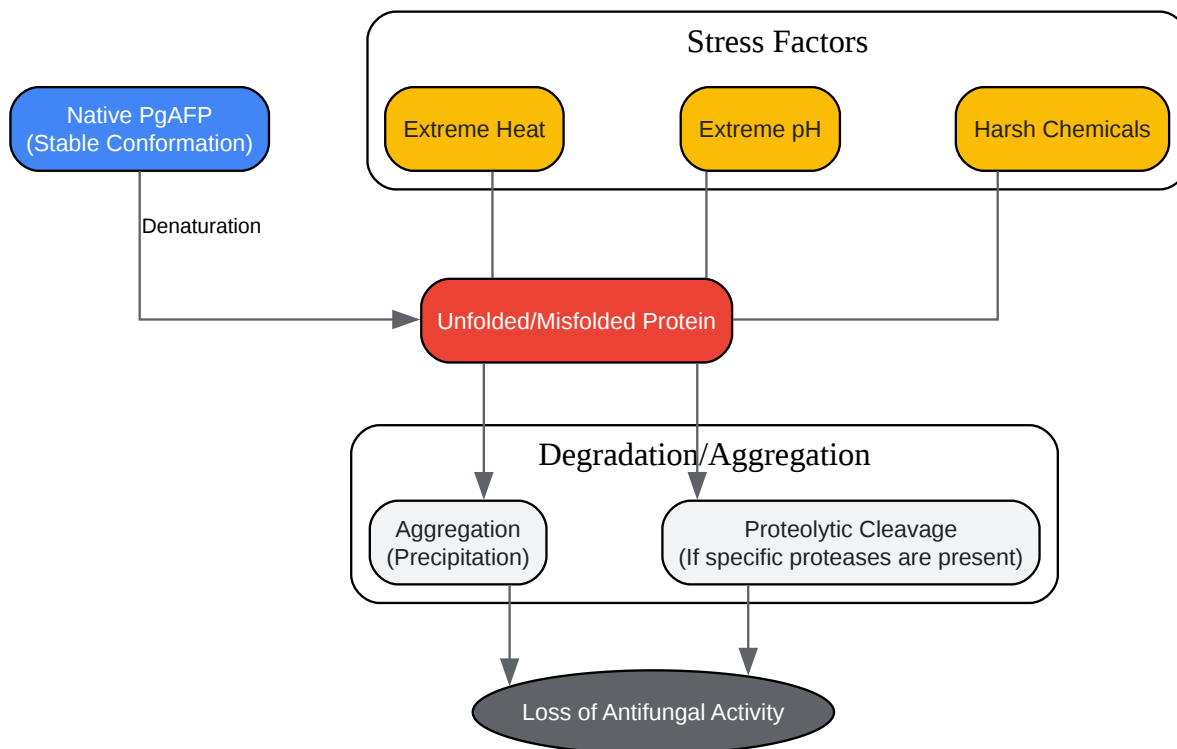 Stress Factors
Native PgAFP
(Stable Conformation)
Extreme Heat
Extreme pH
Harsh Chemicals
Denaturation
Unfolded/Misfolded Protein
Degradation/Aggregation
Aggregation
(Precipitation)
Proteolytic Cleavage
(If specific proteases are present)
Loss of Antifungal Activity